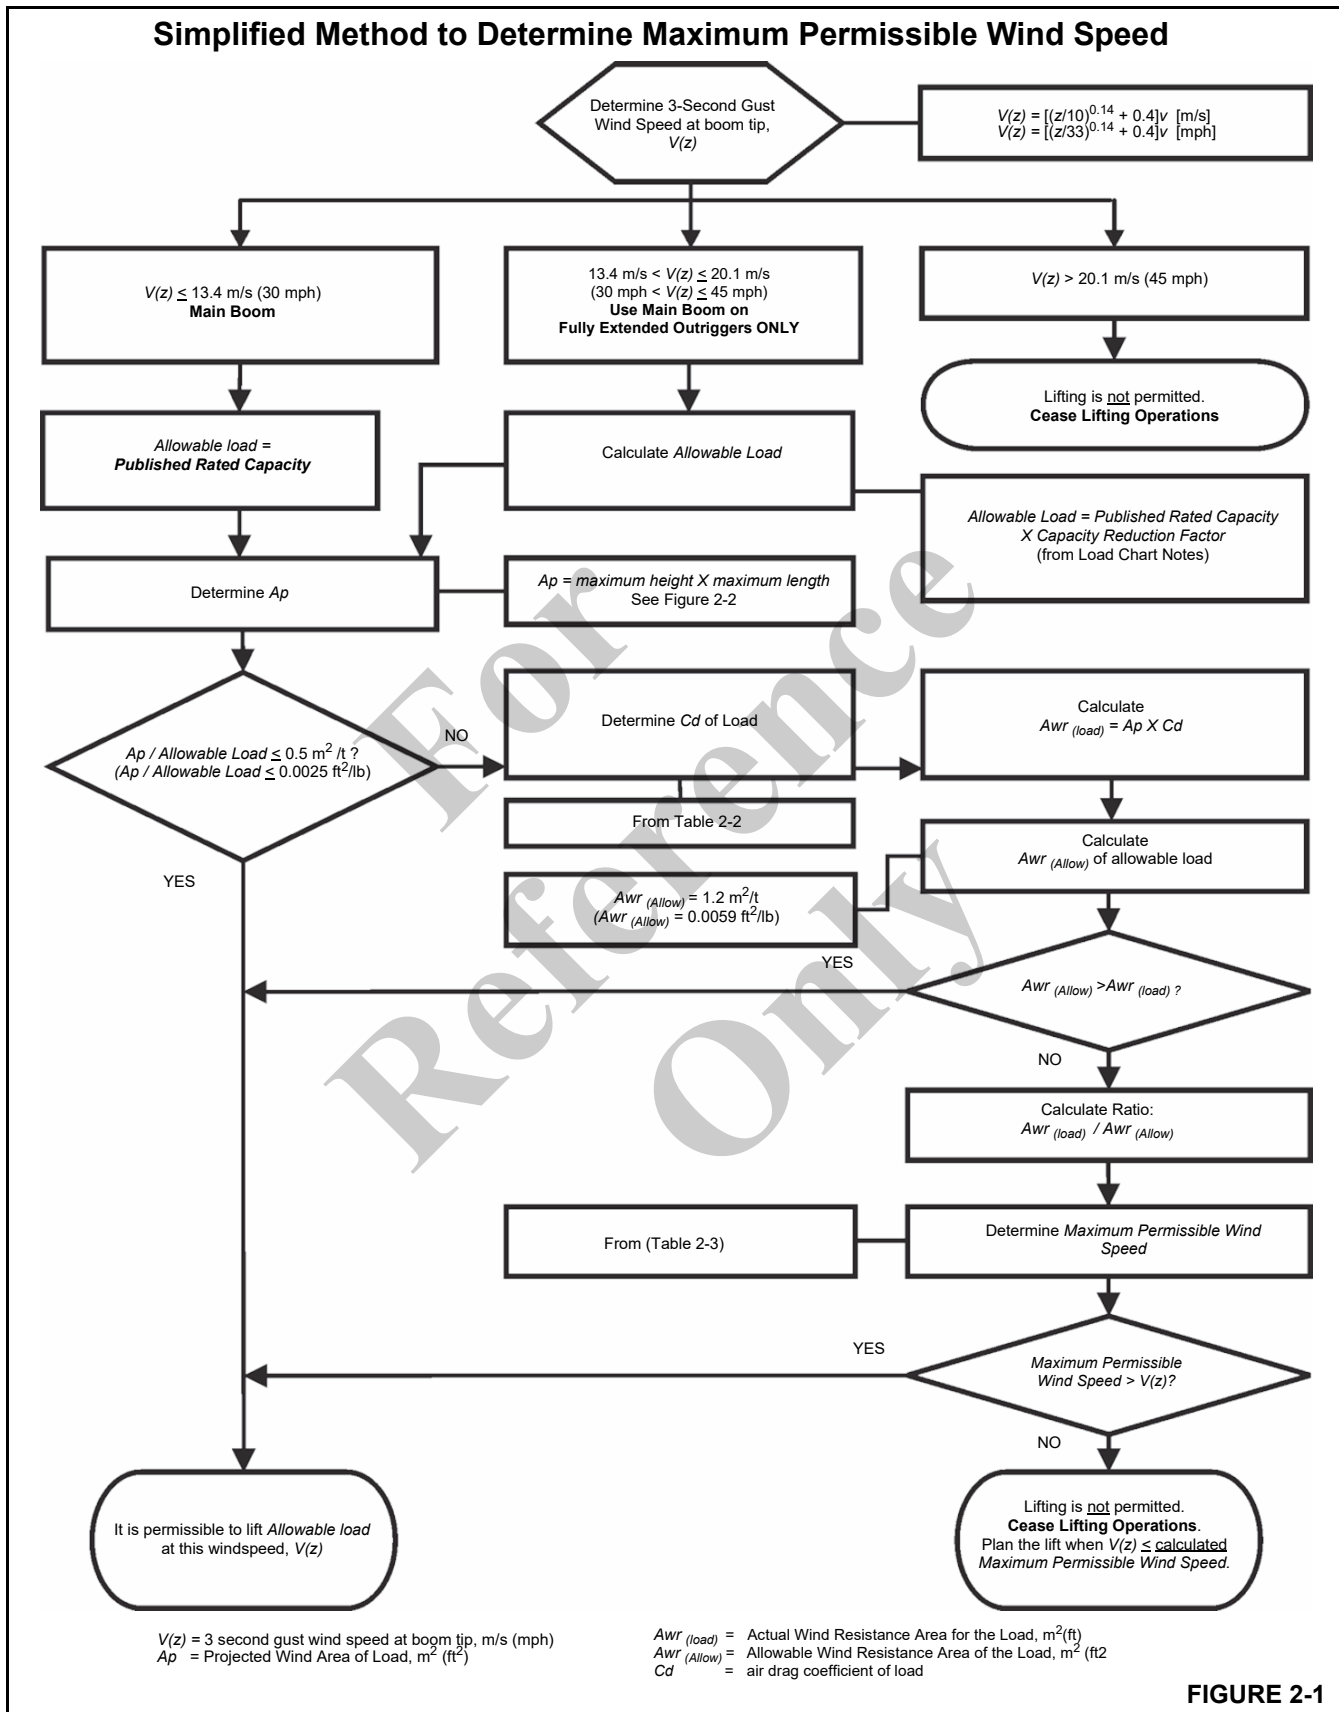 Simplified Method to Determine Maximum Permissible Wind Speed
Determine 3-Second Gust
Wind Speed at boom tip,
V(z)
V(z) = [(z/10)^0.14 + 0.4]v [m/s]
V(z) = [(z/33)^0.14 + 0.4]v [mph]
V(z) ≤ 13.4 m/s (30 mph)
Main Boom
13.4 m/s < V(z) ≤ 20.1 m/s
(30 mph < V(z) ≤ 45 mph)
Use Main Boom on
Fully Extended Outriggers ONLY
V(z) > 20.1 m/s (45 mph)
Lifting is not permitted.
Cease Lifting Operations
Allowable load =
Published Rated Capacity
Calculate Allowable Load
Allowable Load = Published Rated Capacity
X Capacity Reduction Factor
(from Load Chart Notes)
Determine Ap
Ap = maximum height X maximum length
See Figure 2-2
Ap / Allowable Load ≤ 0.5 m² /t ?
(Ap / Allowable Load ≤ 0.0025 ft²/lb)
NO
YES
Determine Cd of Load
From Table 2-2
Calculate
Awr (load) = Ap X Cd
Calculate
Awr (Allow) of allowable load
Awr (Allow) = 1.2 m²/t
(Awr (Allow) = 0.0059 ft²/lb)
YES
Awr (Allow) >Awr (load) ?
NO
Calculate Ratio:
Awr (load) / Awr (Allow)
From (Table 2-3)
Determine Maximum Permissible Wind
Speed
YES
Maximum Permissible
Wind Speed > V(z)?
NO
It is permissible to lift Allowable load
at this windspeed, V(z)
Lifting is not permitted.
Cease Lifting Operations.
Plan the lift when V(z) ≤ calculated
Maximum Permissible Wind Speed.
V(z) = 3 second gust wind speed at boom tip, m/s (mph)
Ap = Projected Wind Area of Load, m² (ft²)
Awr (load) = Actual Wind Resistance Area for the Load, m²(ft)
Awr (Allow) = Allowable Wind Resistance Area of the Load, m² (ft2
Cd = air drag coefficient of load
FIGURE 2-1
For
Reference
Only